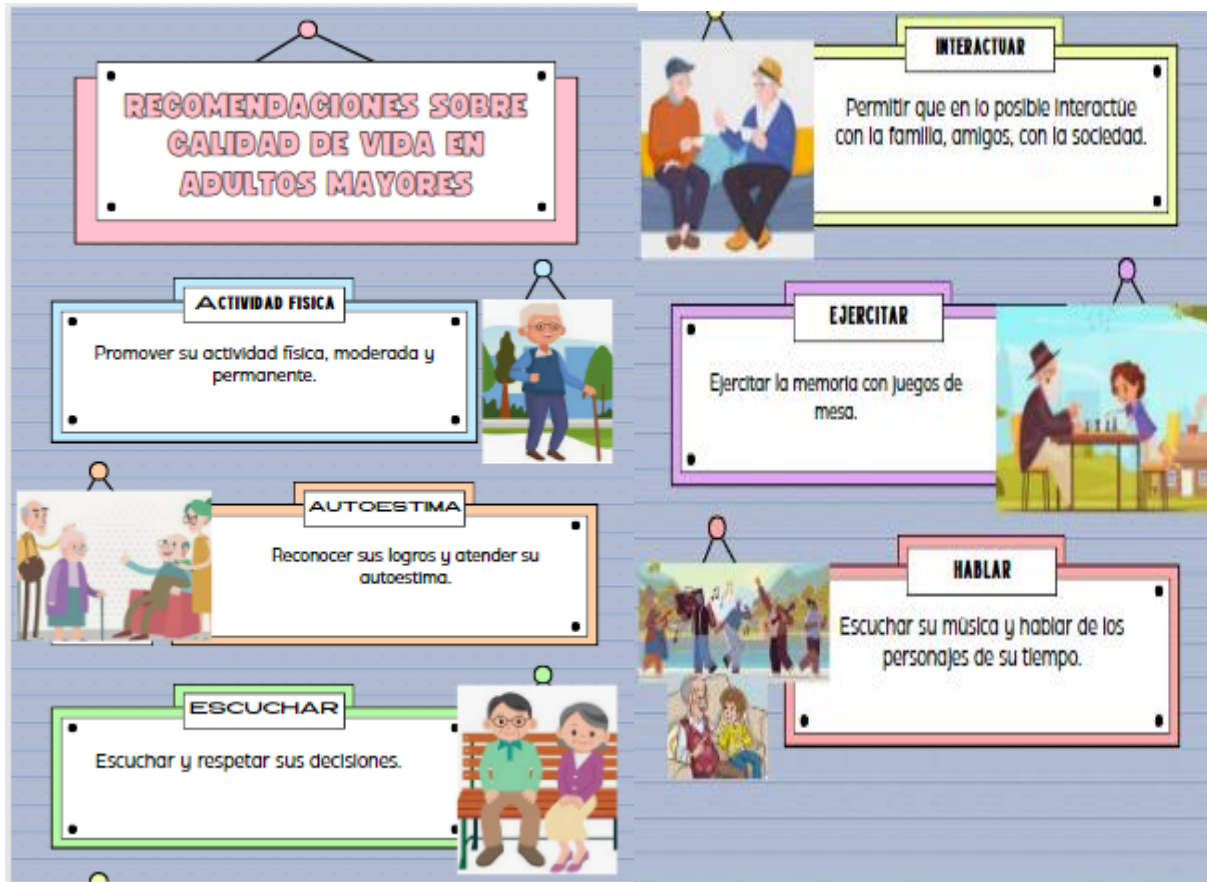 RECOMENDACIONES SOBRE
CALIDAD DE VIDA EN
ADULTOS MAYORES
ACTIVIDAD FISICA
Promover su actividad física, moderada y
permanente.
AUTOESTIMA
Reconocer sus logros y atender su
autoestima.
ESCUCHAR
Escuchar y respetar sus decisiones.
INTERACTUAR
Permitir que en lo posible interactúe
con la familia, amigos, con la sociedad.
EJERCITAR
Ejercitar la memoria con juegos de
mesa.
HABLAR
Escuchar su música y hablar de los
personajes de su tiempo.